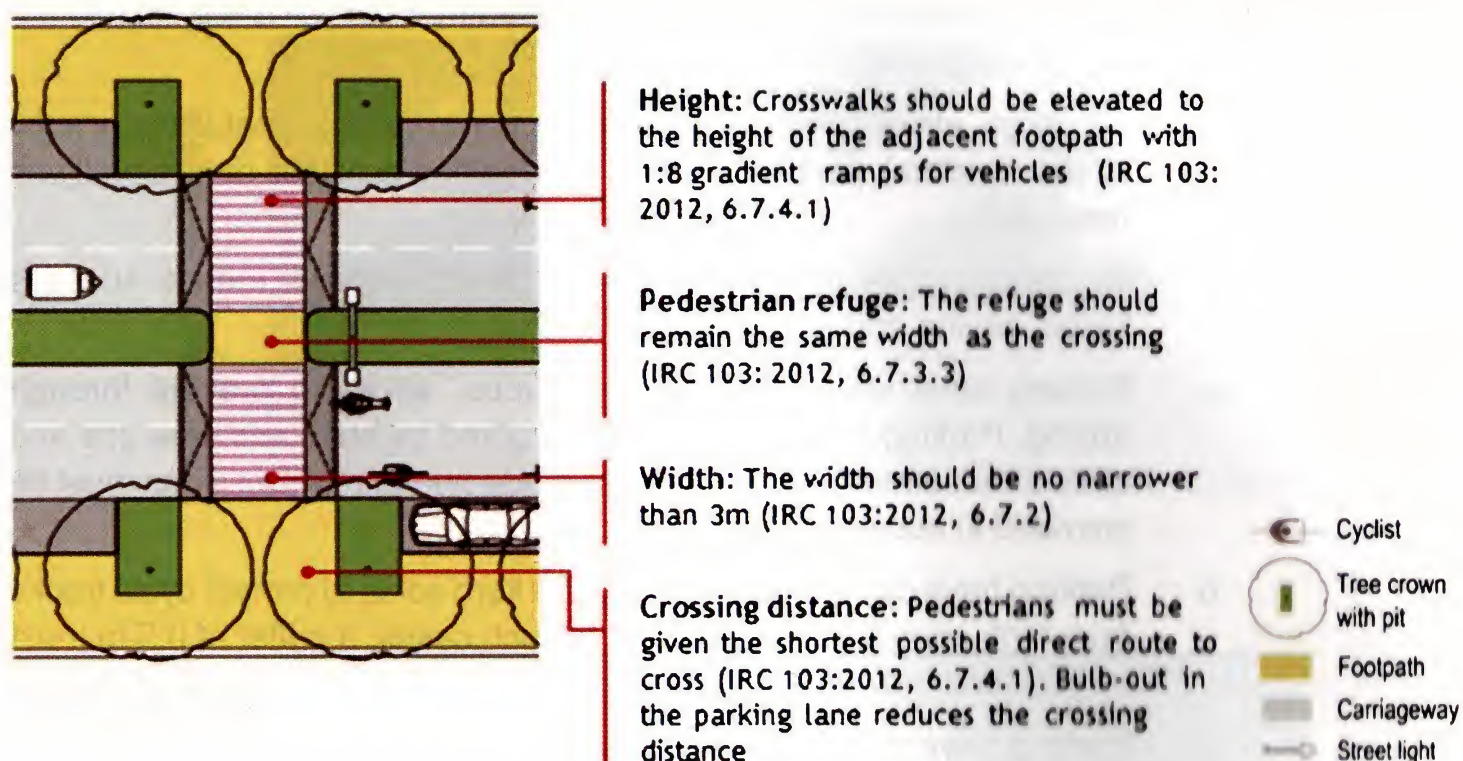 Height: Crosswalks should be elevated to
the height of the adjacent footpath with
1:8 gradient ramps for vehicles (IRC 103:
2012, 6.7.4.1)
Pedestrian refuge: The refuge should
remain the same width as the crossing
(IRC 103: 2012, 6.7.3.3)
Width: The width should be no narrower
than 3m (IRC 103:2012, 6.7.2)
Crossing distance: Pedestrians must be
given the shortest possible direct route to
cross (IRC 103:2012, 6.7.4.1). Bulb-out in
the parking lane reduces the crossing
distance
Cyclist
Tree crown
with pit
Footpath
Carriageway
Street light